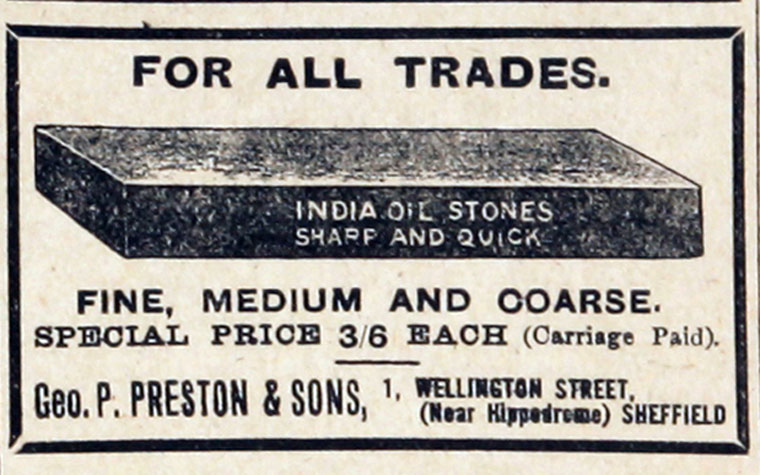 FOR ALL TRADES.
INDIA OIL STONES
SHARP AND QUICK
FINE, MEDIUM AND COARSE.
SPECIAL PRICE 3/6 EACH (Carriage Paid).
Geo. P. PRESTON & SONS, 1, WELLINGTON STREET,
(Near Hippodrome) SHEFFIELD